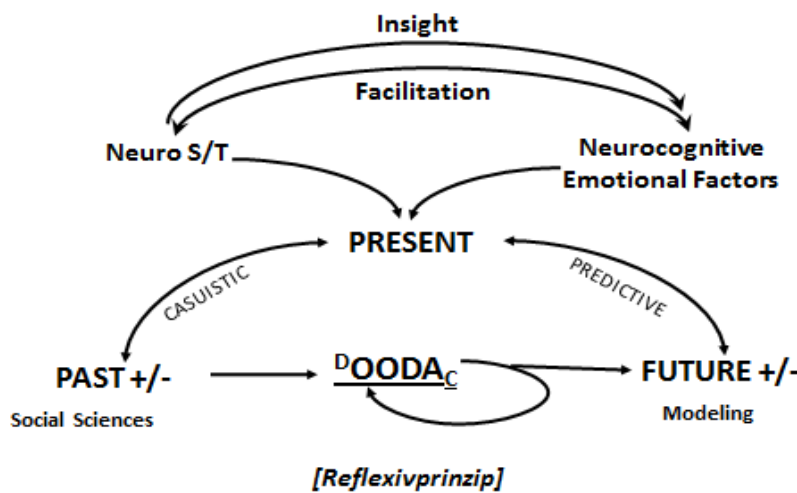 Insight
Facilitation
Neuro S/T
Neurocognitive
Emotional Factors
PRESENT
CASUISTIC
PREDICTIVE
PAST +/-
DOODAC
FUTURE +/-
Social Sciences
Modeling
[Reflexivprinzip]